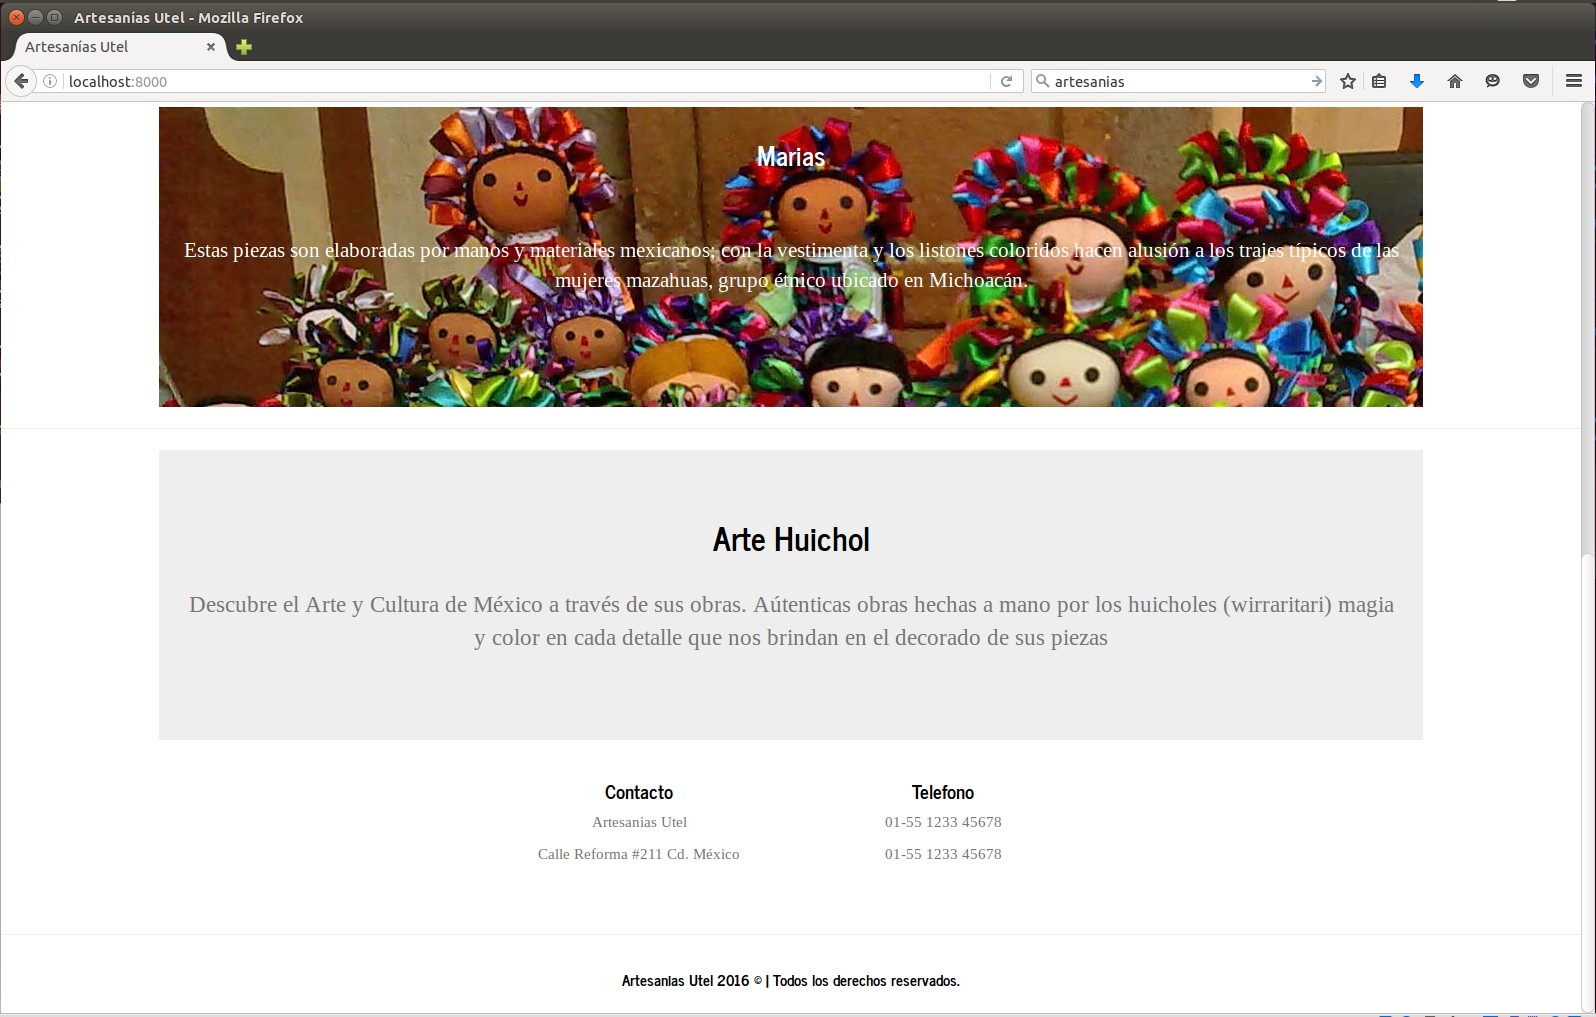 Artesanías Utel - Mozilla Firefox
Artesanías Utel
localhost:8000
artesanias
Marias
Estas piezas son elaboradas por manos y materiales mexicanos; con la vestimenta y los listones coloridos hacen alusión a los trajes típicos de las
mujeres mazahuas, grupo étnico ubicado en Michoacán.
Arte Huichol
Descubre el Arte y Cultura de México a través de sus obras. Aútenticas obras hechas a mano por los huicholes (wirraritari) magia
y color en cada detalle que nos brindan en el decorado de sus piezas
Contacto
Artesanias Utel
Calle Reforma #211 Cd. México
Telefono
01-55 1233 45678
01-55 1233 45678
Artesanias Utel 2016 © | Todos los derechos reservados.